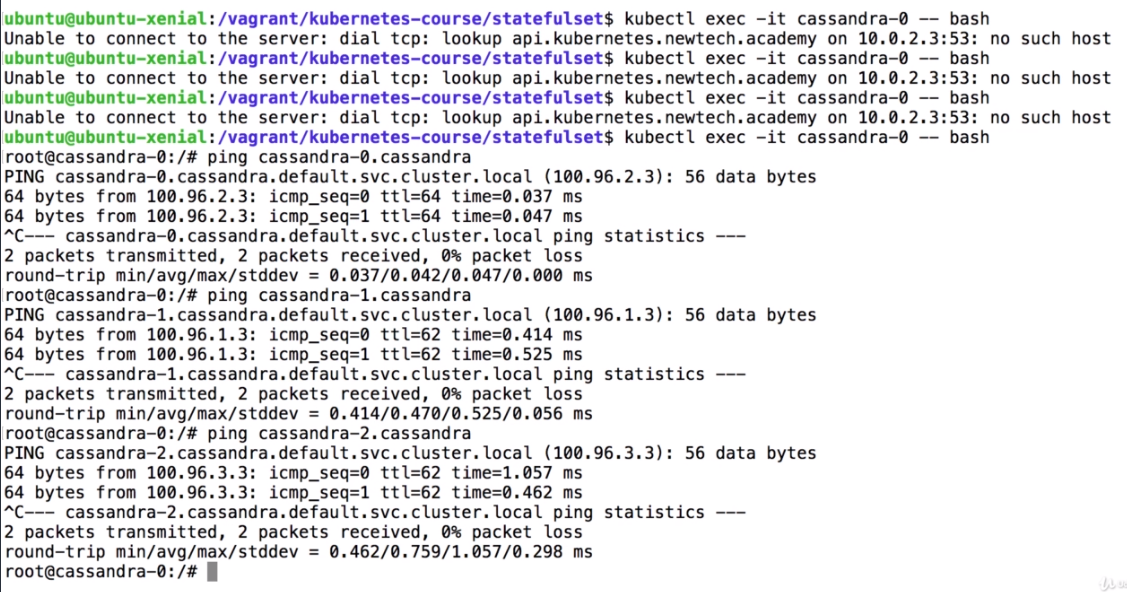 ubuntu@ubuntu-xenial:/vagrant/kubernetes-course/statefulset$ kubectl exec -it cassandra-0 -- bash
Unable to connect to the server: dial tcp: lookup api.kubernetes.newtech.academy on 10.0.2.3:53: no such host
ubuntu@ubuntu-xenial:/vagrant/kubernetes-course/statefulset$ kubectl exec -it cassandra-0 -- bash
Unable to connect to the server: dial tcp: lookup api.kubernetes.newtech.academy on 10.0.2.3:53: no such host
ubuntu@ubuntu-xenial:/vagrant/kubernetes-course/statefulset$ kubectl exec -it cassandra-0 -- bash
Unable to connect to the server: dial tcp: lookup api.kubernetes.newtech.academy on 10.0.2.3:53: no such host
ubuntu@ubuntu-xenial:/vagrant/kubernetes-course/statefulset$ kubectl exec -it cassandra-0 -- bash
root@cassandra-0:/# ping cassandra-0.cassandra
PING cassandra-0.cassandra.default.svc.cluster.local (100.96.2.3): 56 data bytes
64 bytes from 100.96.2.3: icmp_seq=0 ttl=64 time=0.037 ms
64 bytes from 100.96.2.3: icmp_seq=1 ttl=64 time=0.047 ms
^C--- cassandra-0.cassandra.default.svc.cluster.local ping statistics ---
2 packets transmitted, 2 packets received, 0% packet loss
round-trip min/avg/max/stddev = 0.037/0.042/0.047/0.000 ms
root@cassandra-0:/# ping cassandra-1.cassandra
PING cassandra-1.cassandra.default.svc.cluster.local (100.96.1.3): 56 data bytes
64 bytes from 100.96.1.3: icmp_seq=0 ttl=62 time=0.414 ms
64 bytes from 100.96.1.3: icmp_seq=1 ttl=62 time=0.525 ms
^C--- cassandra-1.cassandra.default.svc.cluster.local ping statistics ---
2 packets transmitted, 2 packets received, 0% packet loss
round-trip min/avg/max/stddev = 0.414/0.470/0.525/0.056 ms
root@cassandra-0:/# ping cassandra-2.cassandra
PING cassandra-2.cassandra.default.svc.cluster.local (100.96.3.3): 56 data bytes
64 bytes from 100.96.3.3: icmp_seq=0 ttl=62 time=1.057 ms
64 bytes from 100.96.3.3: icmp_seq=1 ttl=62 time=0.462 ms
^C--- cassandra-2.cassandra.default.svc.cluster.local ping statistics ---
2 packets transmitted, 2 packets received, 0% packet loss
round-trip min/avg/max/stddev = 0.462/0.759/1.057/0.298 ms
root@cassandra-0:/#